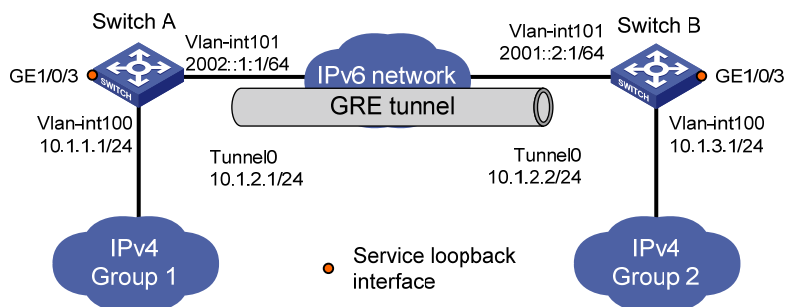 Switch A
Vlan-int101
2002::1:1/64
GE1/0/3
SWITCH
Vlan-int100
10.1.1.1/24
IPv6 network
GRE tunnel
Vlan-int101
2001::2:1/64
Switch B
GE1/0/3
SWITCH
Vlan-int100
10.1.3.1/24
Tunnel0
10.1.2.1/24
Tunnel0
10.1.2.2/24
IPv4
Group 1
Service loopback
interface
IPv4
Group 2